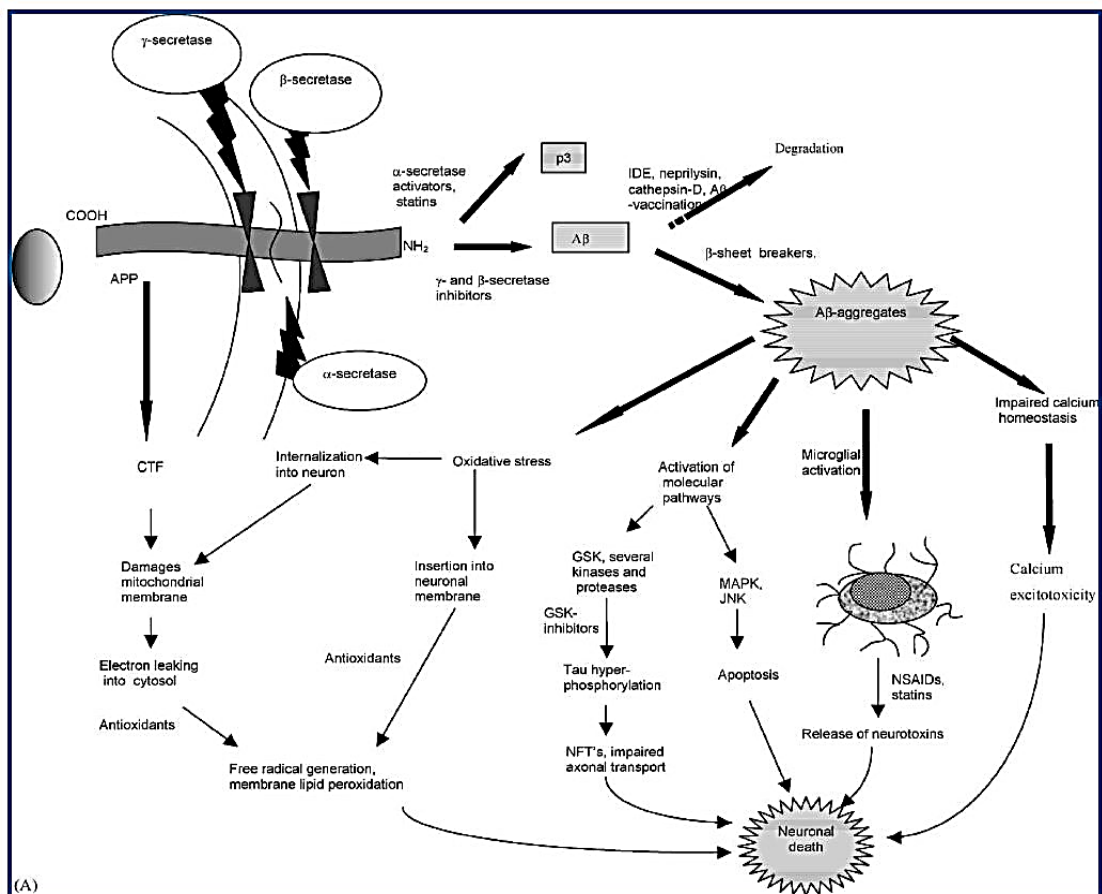 γ-secretase
β-secretase
α-secretase
activators,
statins
p3
IDE, neprilysin,
cathepsin-D, Aβ
-vaccination
Degradation
COOH
NH₂
Aβ
APP
γ- and β-secretase
inhibitors
β-sheet breakers,
Aβ-aggregates
α-secretase
Impaired calcium
homeostasis
CTF
Internalization
into neuron
Oxidative stress
Activation of
molecular
pathways
Microglial
activation
Damages
mitochondrial
membrane
Insertion into
neuronal
membrane
GSK, several
kinases and
proteases
MAPK,
JNK
Calcium
excitotoxicity
GSK-
inhibitors
Electron leaking
into cytosol
Antioxidants
Tau hyper-
phosphorylation
Apoptosis
NSAIDs,
statins
Antioxidants
Release of neurotoxins
NFT's, impaired
axonal transport
Free radical generation,
membrane lipid peroxidation
Neuronal
death
(A)